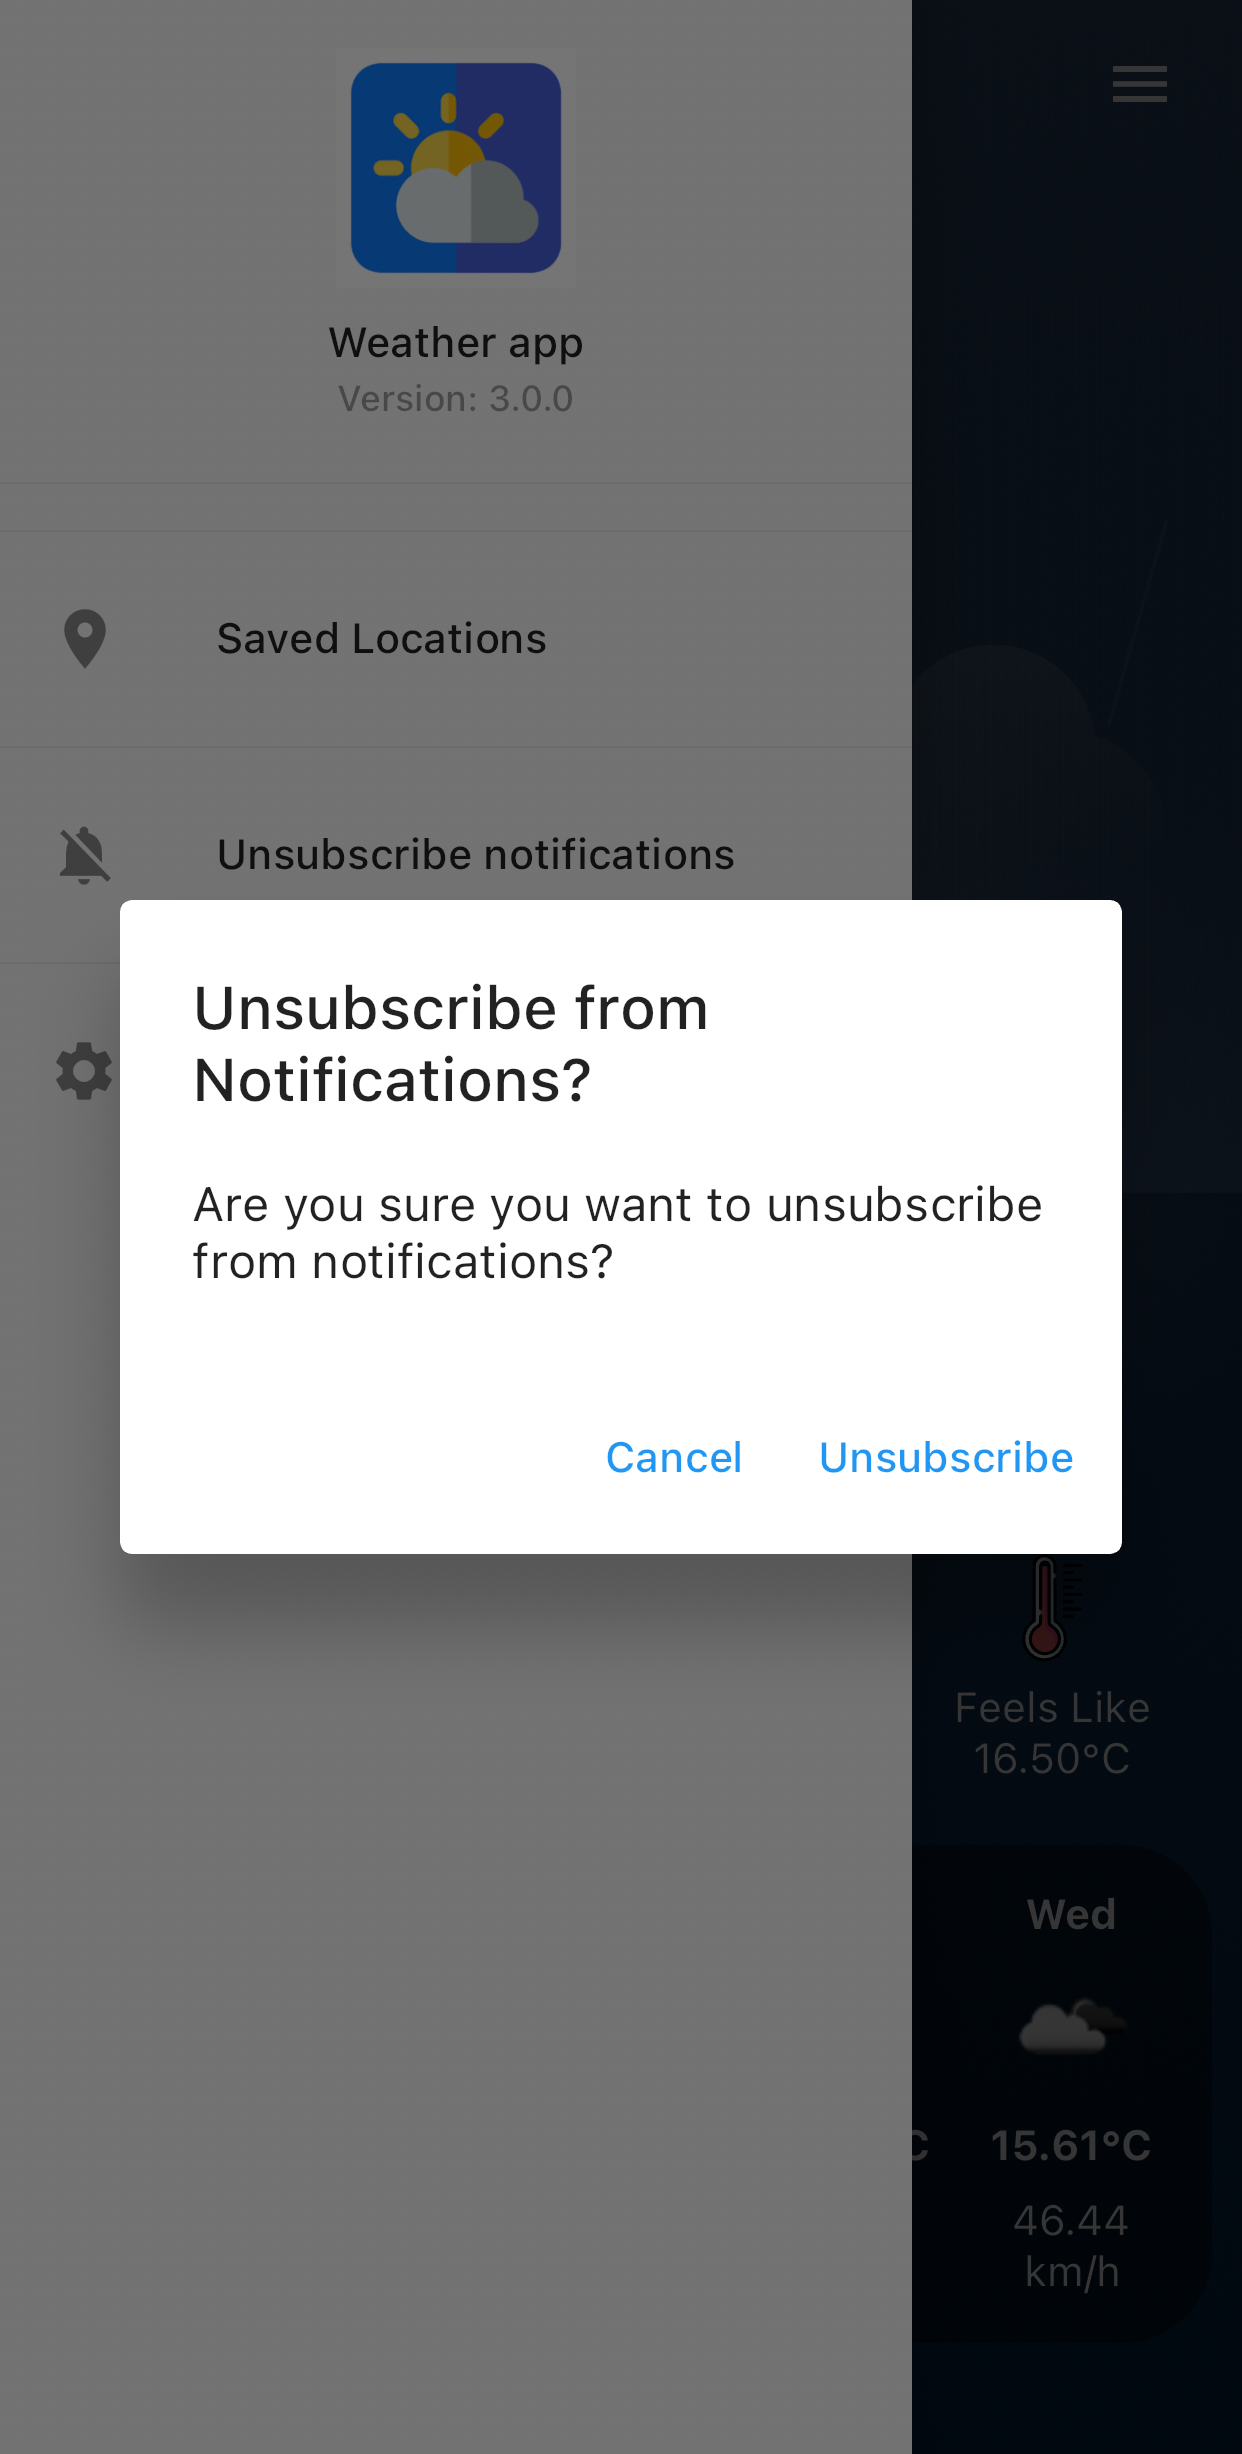 Weather app
Version: 3.0.0
Saved Locations
Unsubscribe notifications
Unsubscribe from
Notifications?
Are you sure you want to unsubscribe
from notifications?
Cancel
Unsubscribe
Feels Like
16.50°C
Wed
C
15.61°C
46.44
km/h